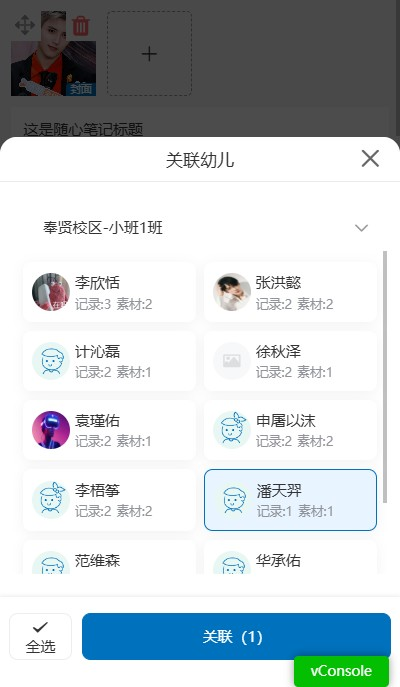 封面
这是随心笔记标题
关联幼儿
奉贤校区-小班1班
李欣恬
记录:3 素材:2
张洪懿
记录:2 素材:2
计沁磊
记录:2 素材:1
徐秋泽
记录:2 素材:1
袁瑾佑
记录:2 素材:1
申屠以沫
记录:2 素材:2
李梧筝
记录:2 素材:2
潘天羿
记录:1 素材:1
范维森
华承佑
全选
关联（1）
vConsole